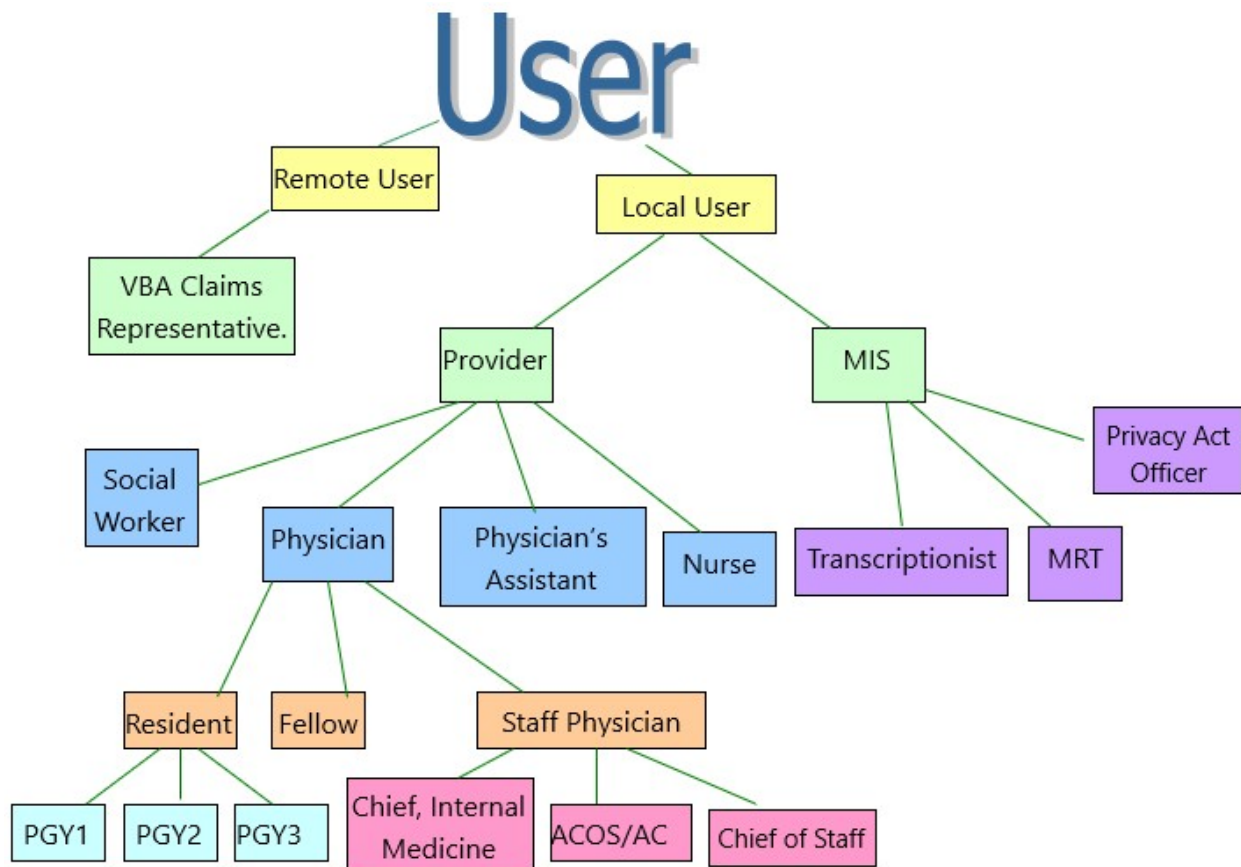 User
Remote User
Local User
VBA Claims
Representative.
Provider
MIS
Privacy Act
Officer
Social
Worker
Physician
Physician's
Assistant
Nurse
Transcriptionist
MRT
Resident
Fellow
Staff Physician
PGY1
PGY2
PGY3
Chief, Internal
Medicine
ACOS/AC
Chief of Staff